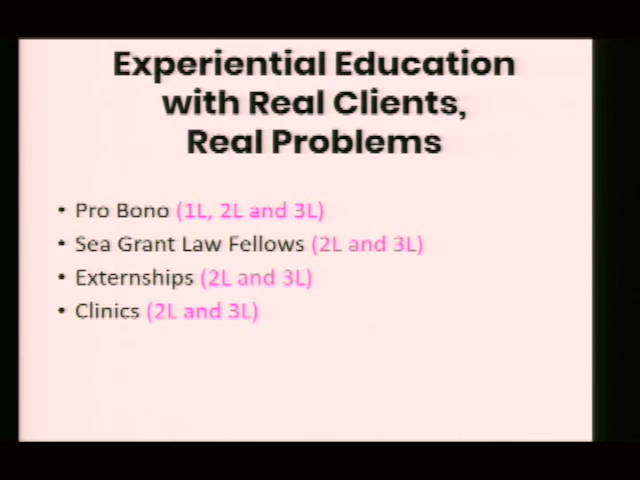 Experiential Education
with Real Clients,
Real Problems
• Pro Bono (1L, 2L and 3L)
• Sea Grant Law Fellows (2L and 3L)
• Externships (2L and 3L)
• Clinics (2L and 3L)